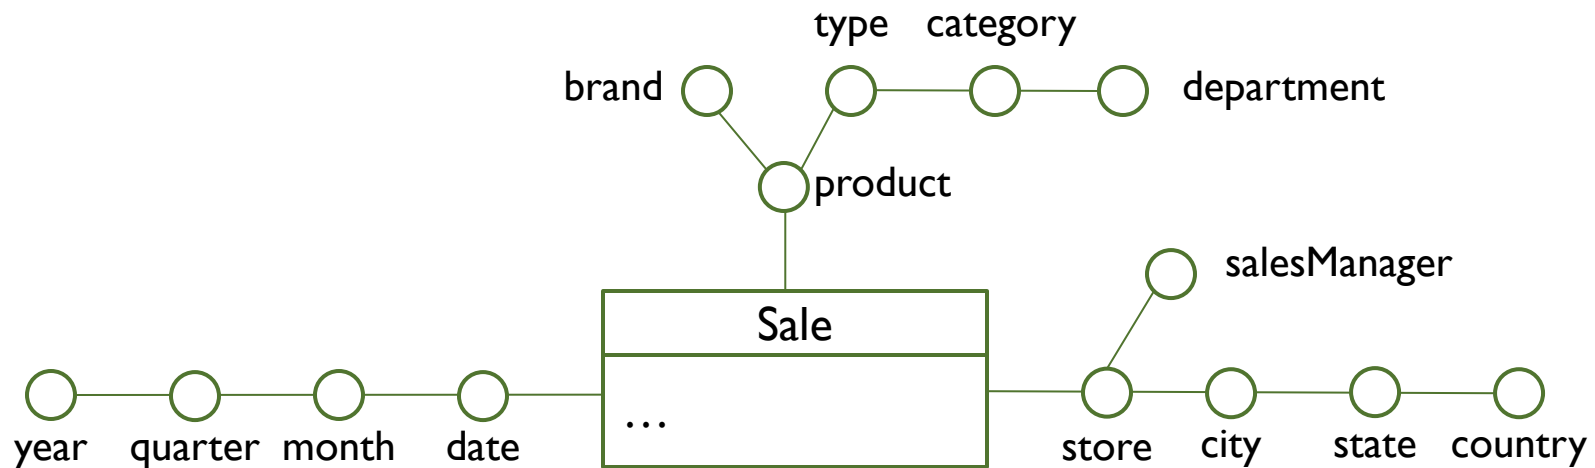 type category
brand
department
product
salesManager
Sale
...
year quarter month date
store city state country